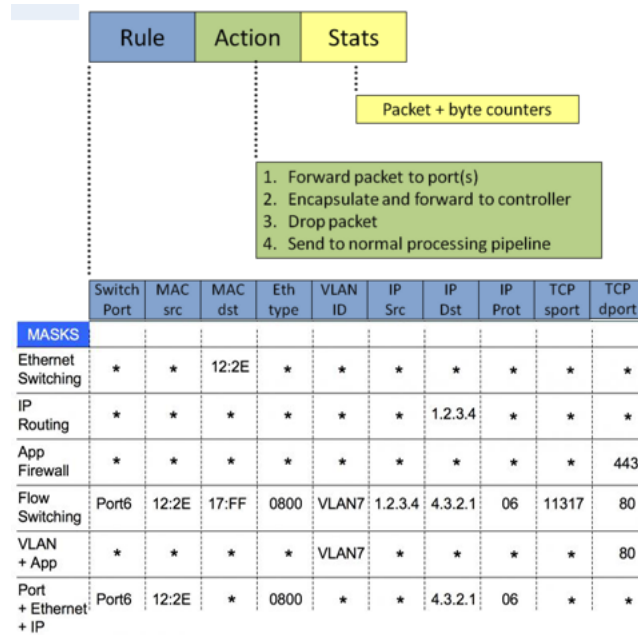 Rule Action Stats
Packet + byte counters
1. Forward packet to port(s)
2. Encapsulate and forward to controller
3. Drop packet
4. Send to normal processing pipeline
Switch MAC MAC Eth VLAN IP IP IP TCP TCP
Port src dst type ID Src Dst Prot sport dport
MASKS
Ethernet
Switching * * 12:2E * * * * * * *
IP
Routing * * * * * * 1.2.3.4 * * *
App
Firewall * * * * * * * * * 443
Flow
Switching Port6 12:2E 17:FF 0800 VLAN7 1.2.3.4 4.3.2.1 06 11317 80
VLAN
+ App * * * * VLAN7 * * * * 80
Port
+ Ethernet Port6 12:2E * 0800 * * 4.3.2.1 06 * *
+ IP